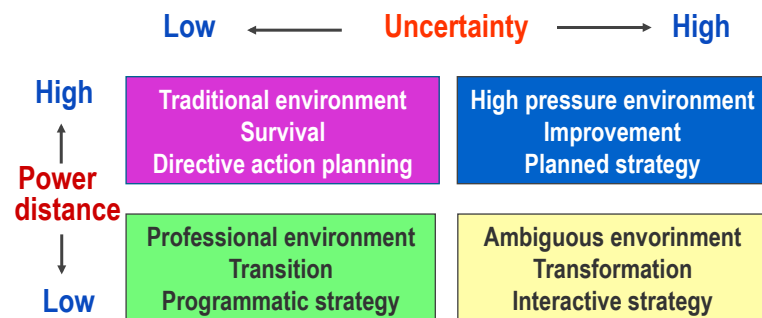 Low Uncertainty High
High
Traditional environment
Survival
Directive action planning
High pressure environment
Improvement
Planned strategy
Power
distance
Professional environment
Transition
Programmatic strategy
Ambiguous envorinment
Transformation
Interactive strategy
Low